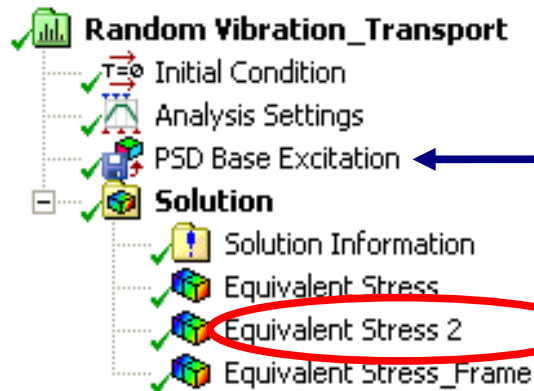 Random Vibration_Transport
T=0 Initial Condition
Analysis Settings
PSD Base Excitation
Solution
Solution Information
Equivalent Stress
Equivalent Stress 2
Equivalent Stress_Frame